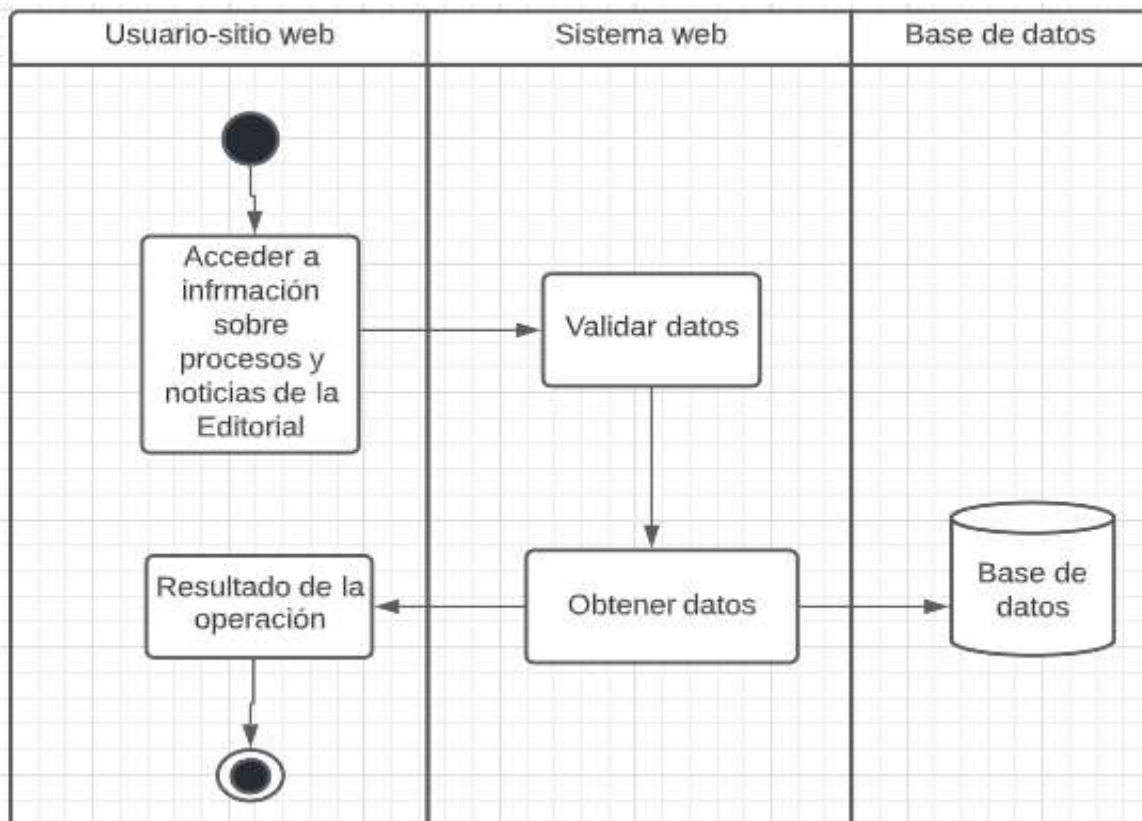 Usuario-sitio web
Sistema web
Base de datos
Acceder a
infrmación
sobre
procesos y
noticias de la
Editorial
Validar datos
Resultado de la
operación
Obtener datos
Base de
datos